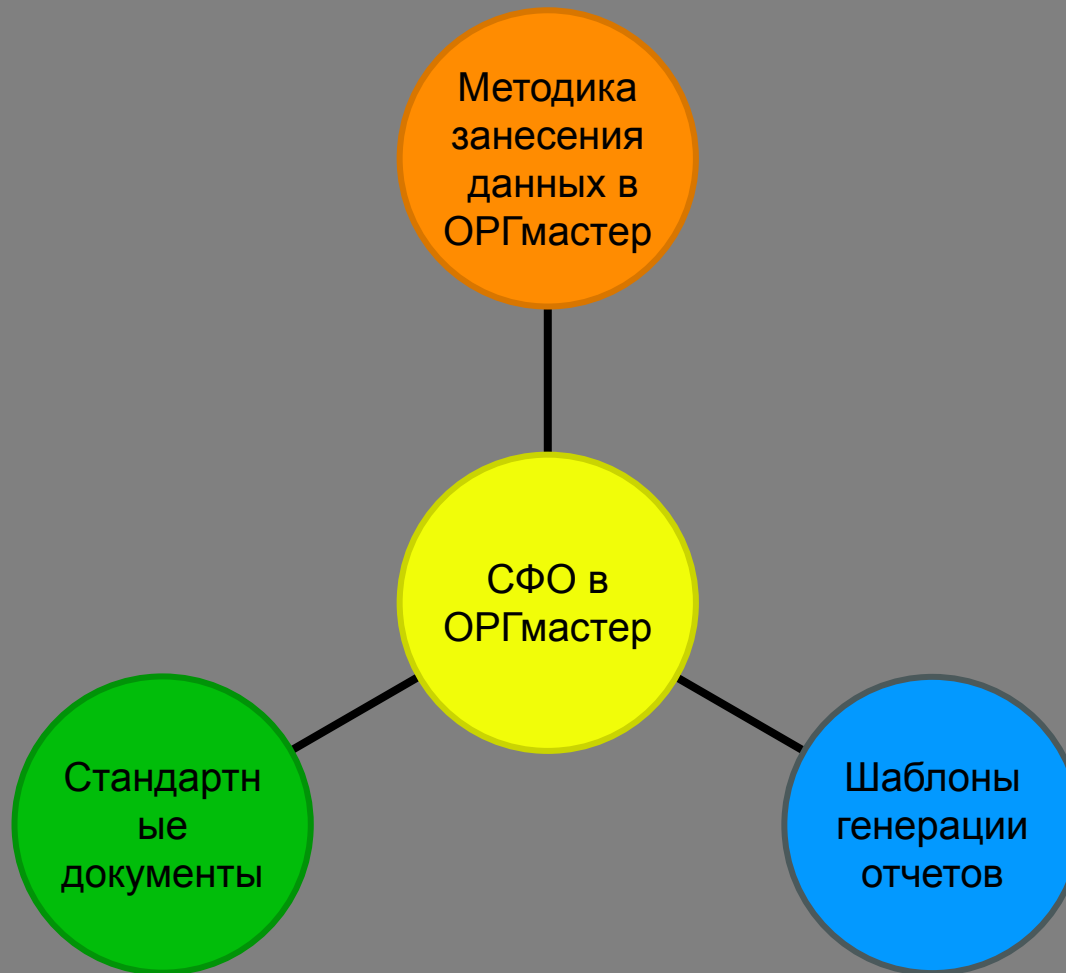 Методика
занесения
данных в
ОРГмастер
СФО в
ОРГмастер
Стандартн
ые
документы
Шаблоны
генерации
отчетов